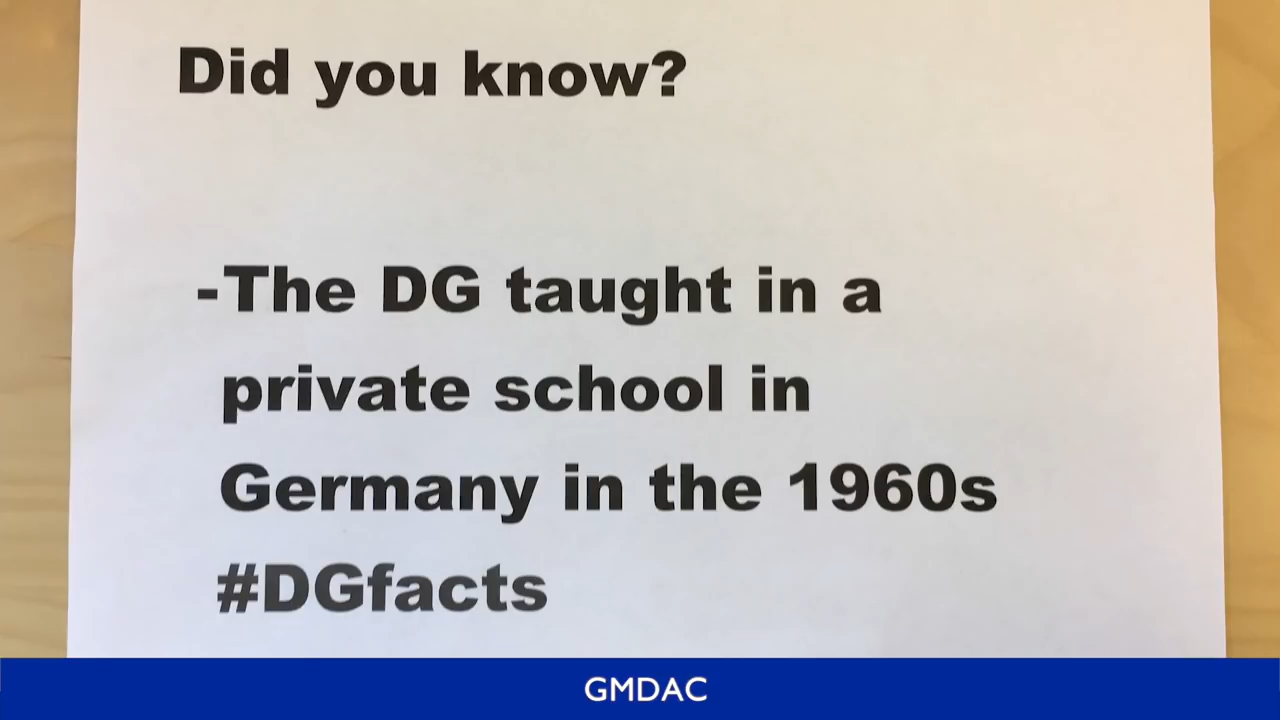 Did you know?
-The DG taught in a
private school in
Germany in the 1960s
#DGfacts
GMDAC